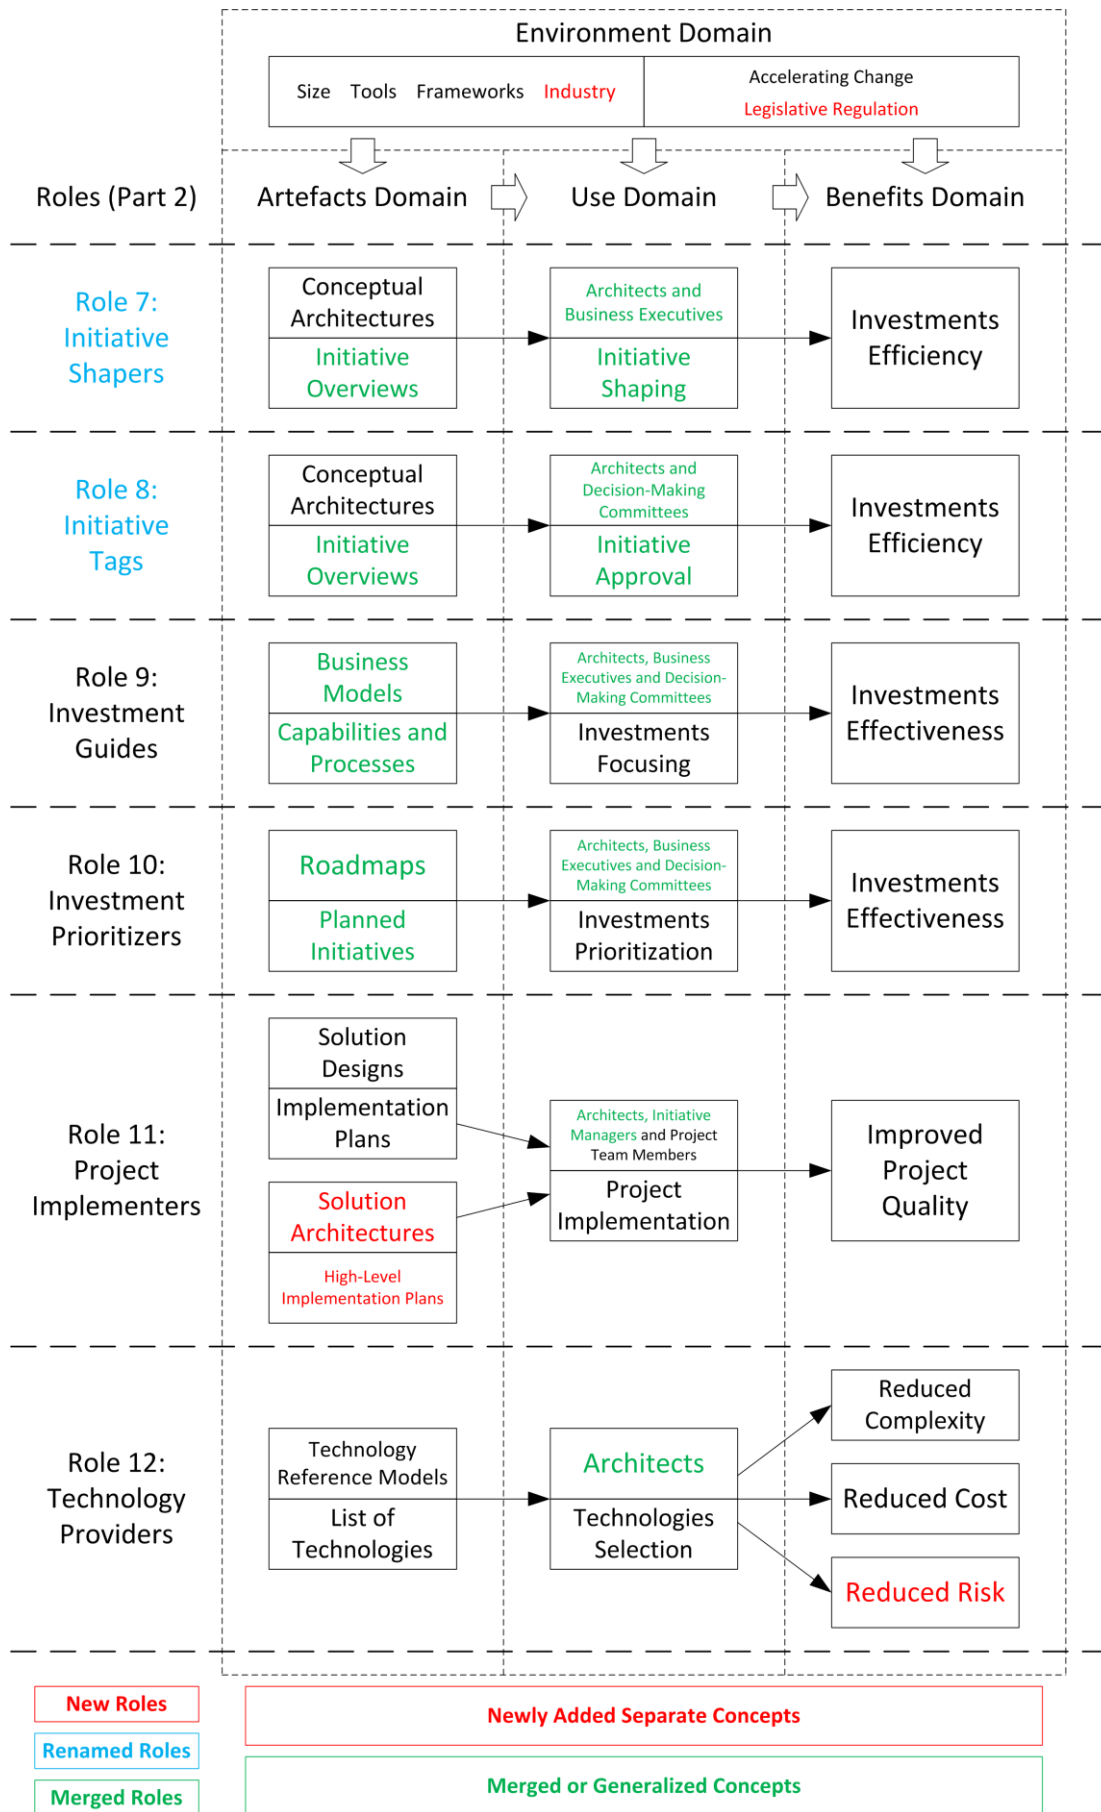 Environment Domain
Size Tools Frameworks Industry
Accelerating Change
Legislative Regulation
Roles (Part 2)
Artefacts Domain
Use Domain
Benefits Domain
Role 7:
Initiative
Shapers
Conceptual
Architectures
Initiative
Overviews
Architects and
Business Executives
Initiative
Shaping
Investments
Efficiency
Role 8:
Initiative
Tags
Conceptual
Architectures
Initiative
Overviews
Architects and
Decision-Making
Committees
Initiative
Approval
Investments
Efficiency
Role 9:
Investment
Guides
Business
Models
Capabilities and
Processes
Architects, Business
Executives and Decision-
Making Committees
Investments
Focusing
Investments
Effectiveness
Role 10:
Investment
Prioritizers
Roadmaps
Planned
Initiatives
Architects, Business
Executives and Decision-
Making Committees
Investments
Prioritization
Investments
Effectiveness
Role 11:
Project
Implementers
Solution
Designs
Implementation
Plans
Solution
Architectures
High-Level
Implementation Plans
Architects, Initiative
Managers and Project
Team Members
Project
Implementation
Improved
Project
Quality
Role 12:
Technology
Providers
Technology
Reference Models
List of
Technologies
Architects
Technologies
Selection
Reduced
Complexity
Reduced Cost
Reduced Risk
New Roles
Renamed Roles
Merged Roles
Newly Added Separate Concepts
Merged or Generalized Concepts